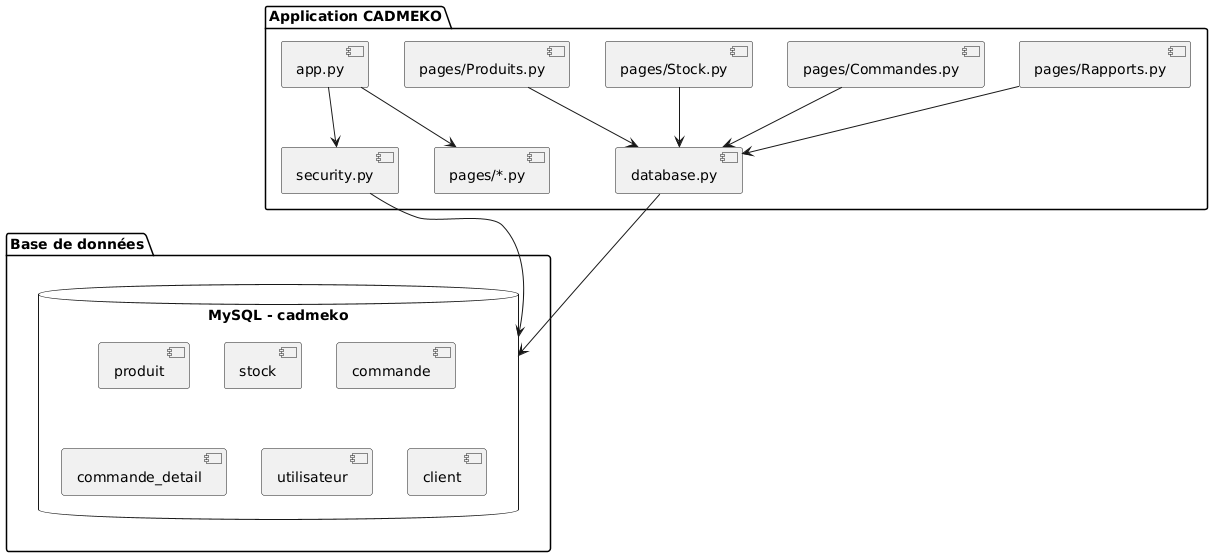 Application CADMEKO
app.py
pages/Produits.py
pages/Stock.py
pages/Commandes.py
pages/Rapports.py
security.py
pages/*.py
database.py
Base de données
MySQL - cadmeko
produit
stock
commande
commande_detail
utilisateur
client